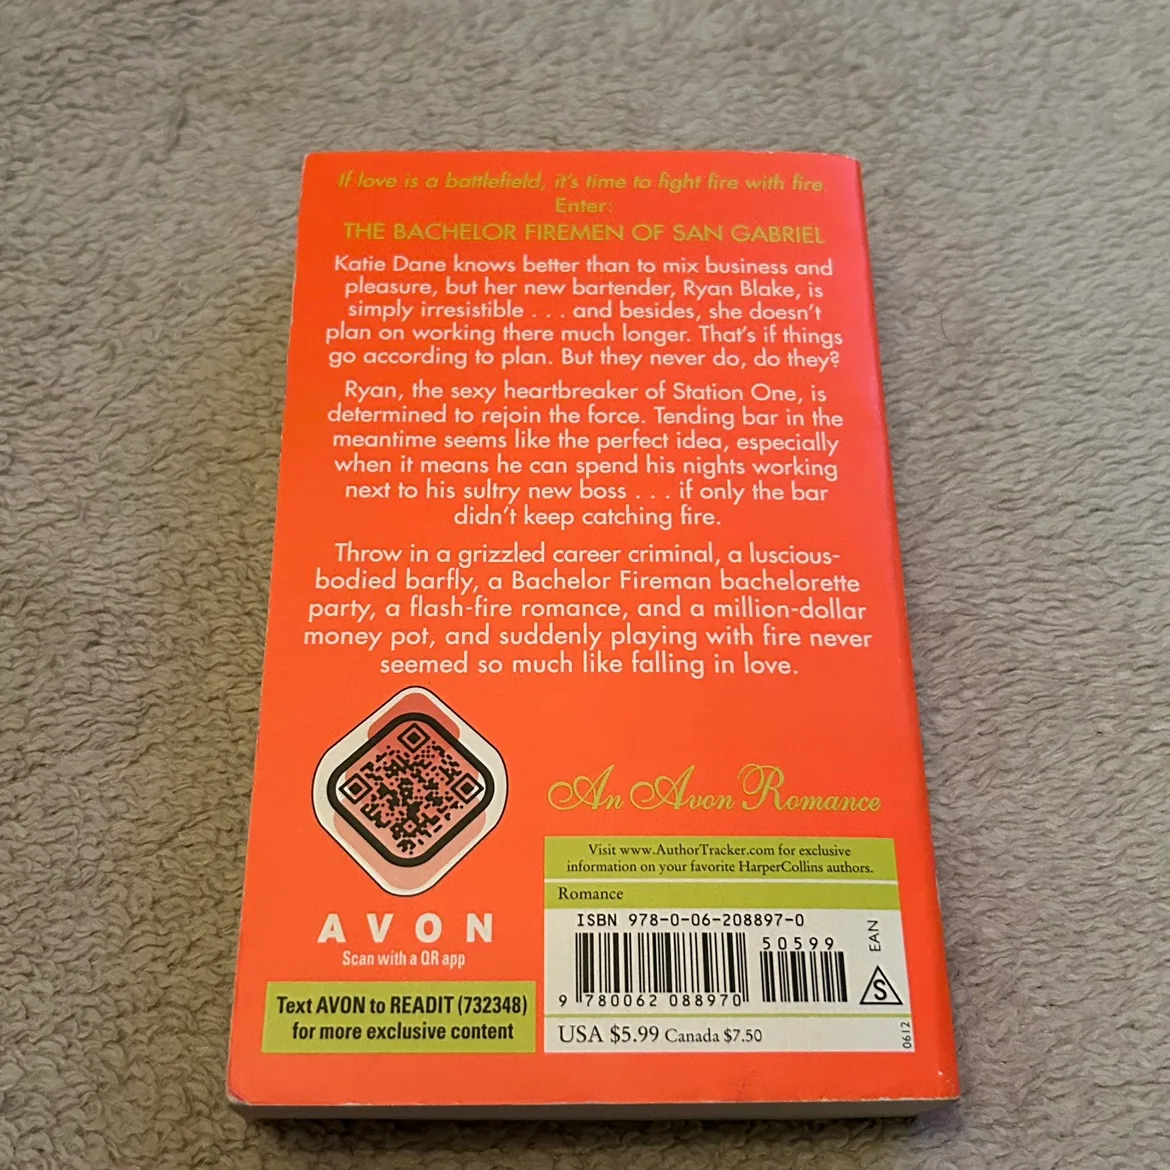 If love is a battlefield, it's time to fight fire with fire.
Enter:
THE BACHELOR FIREMEN OF SAN GABRIEL
Katie Dane knows better than to mix business and
pleasure, but her new bartender, Ryan Blake, is
simply irresistible . . . and besides, she doesn't
plan on working there much longer. That's if things
go according to plan. But they never do, do they?
Ryan, the sexy heartbreaker of Station One, is
determined to rejoin the force. Tending bar in the
meantime seems like the perfect idea, especially
when it means he can spend his nights working
next to his sultry new boss . . . if only the bar
didn't keep catching fire.
Throw in a grizzled career criminal, a luscious-
bodied barfly, a Bachelor Fireman bachelorette
party, a flash-fire romance, and a million-dollar
money pot, and suddenly playing with fire never
seemed so much like falling in love.
AVON
Scan with a QR app
Text AVON to READIT (732348)
for more exclusive content
An Avon Romance
Visit www.AuthorTracker.com for exclusive
information on your favorite HarperCollins authors.
Romance
ISBN 978-0-06-208897-0
50599
EAN
S
9 780062 088970
USA $5.99 Canada $7.50
0612